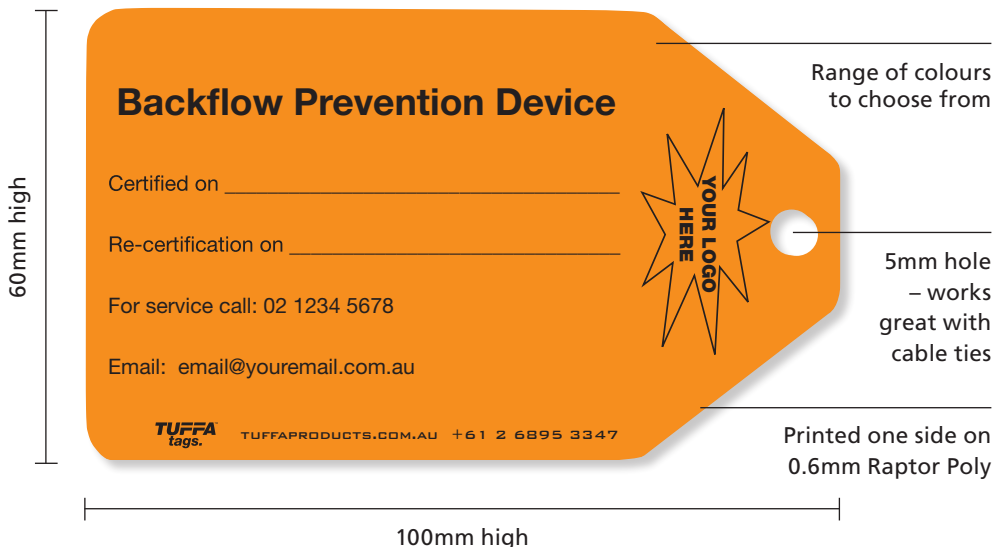 Backflow Prevention Device
Certified on ___________________________________
Re-certification on _____________________________
For service call: 02 1234 5678
Email: email@youremail.com.au
TUFFA
tags.
TUFFAPRODUCTS.COM.AU +61 2 6895 3347
YOUR LOGO
HERE
Range of colours
to choose from
5mm hole
– works
great with
cable ties
Printed one side on
0.6mm Raptor Poly
60mm high
100mm high